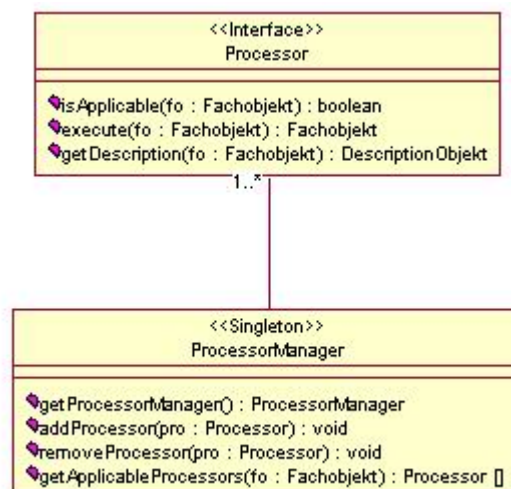 <<Interface>>
Processor
isApplicable(fo : Fachobjekt) : boolean
execute(fo : Fachobjekt) : Fachobjekt
getDescription(fo : Fachobjekt) : DescriptionObjekt
1..*
<<Singleton>>
ProcessorManager
getProcessorManager() : ProcessorManager
addProcessor(pro : Processor) : void
removeProcessor(pro : Processor) : void
getApplicableProcessors(fo : Fachobjekt) : Processor []